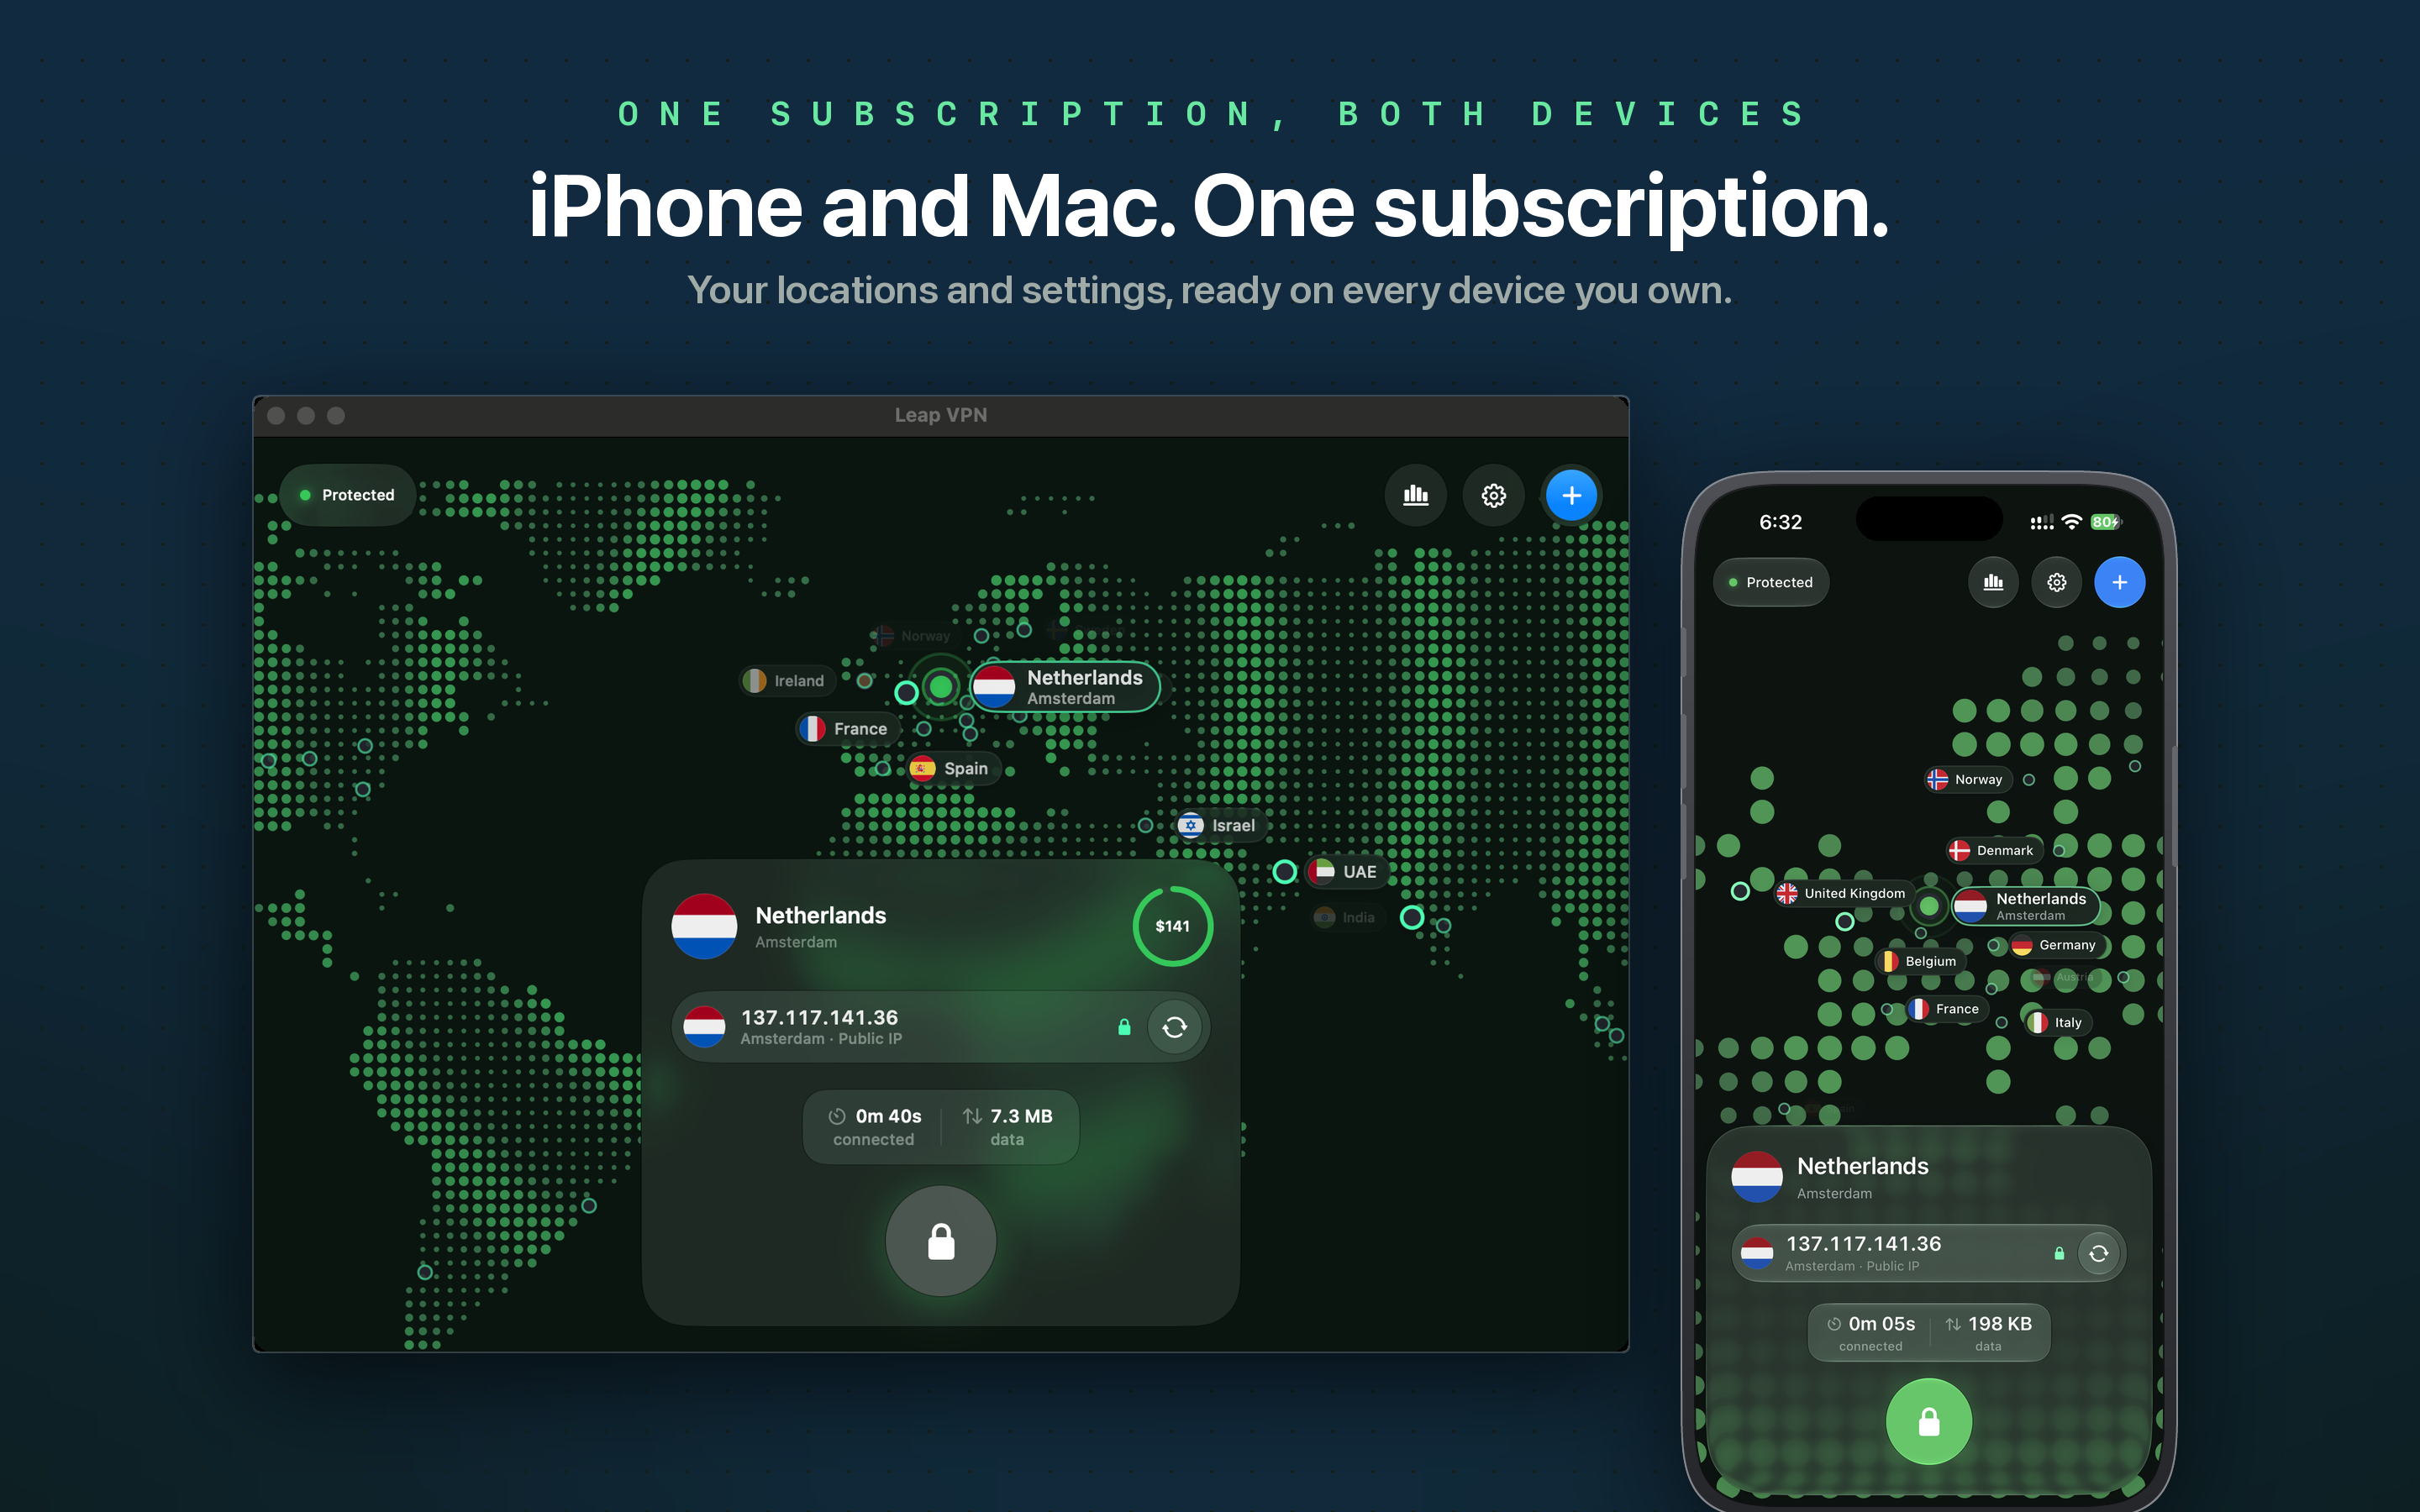 ONE SUBSCRIPTION, BOTH DEVICES
iPhone and Mac. One subscription.
Your locations and settings, ready on every device you own.
Leap VPN
Protected
Norway
Ireland
Netherlands
Amsterdam
France
Spain
Israel
UAE
India
Netherlands
Amsterdam
$141
137.117.141.36
Amsterdam · Public IP
0m 40s
connected
7.3 MB
data
6:32
80
Protected
Norway
Denmark
United Kingdom
Netherlands
Amsterdam
Germany
Belgium
Austria
France
Italy
Netherlands
Amsterdam
137.117.141.36
Amsterdam · Public IP
0m 05s
connected
198 KB
data